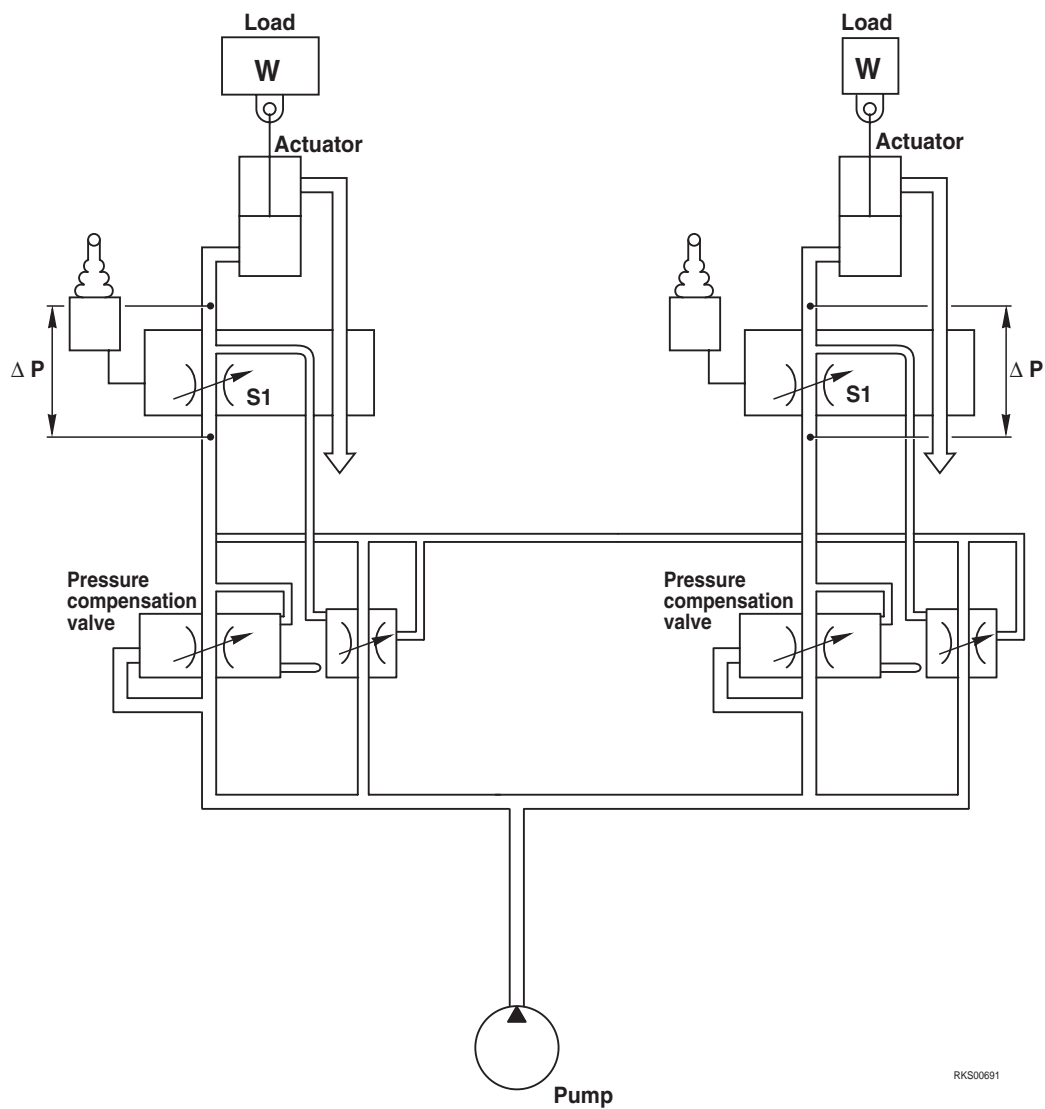 Load
W
Actuator
Load
W
Actuator
Δ P
S1
S1
Δ P
Pressure
compensation
valve
Pressure
compensation
valve
Pump
RKS00691